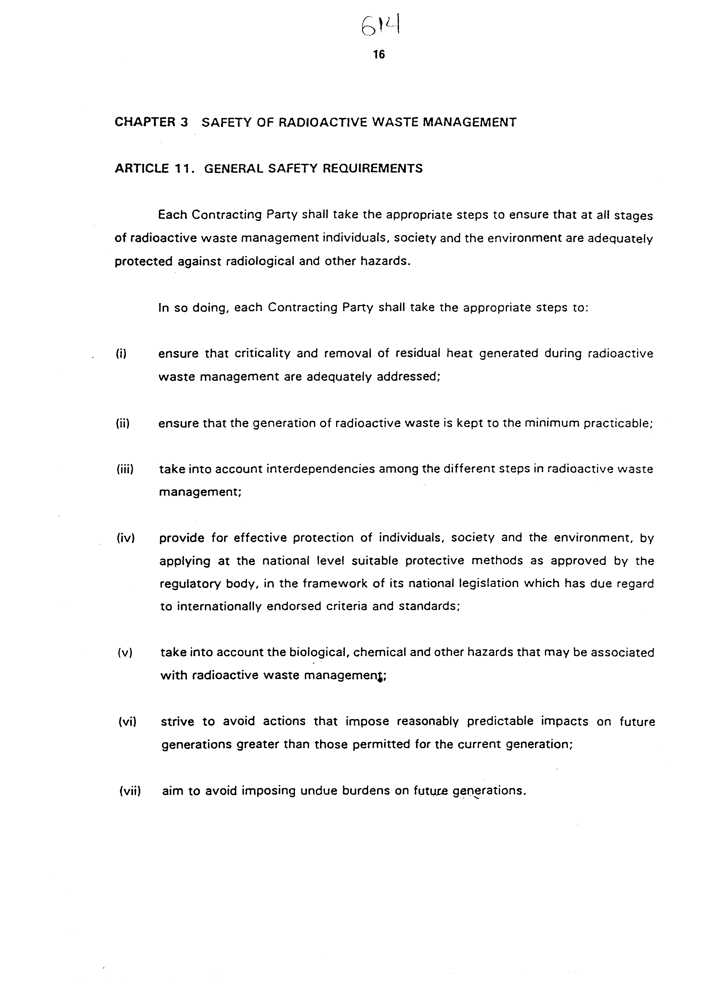 614
16
CHAPTER 3 SAFETY OF RADIOACTIVE WASTE MANAGEMENT
ARTICLE 11. GENERAL SAFETY REQUIREMENTS
Each Contracting Party shall take the appropriate steps to ensure that at all stages
of radioactive waste management individuals, society and the environment are adequately
protected against radiological and other hazards.
In so doing, each Contracting Party shall take the appropriate steps to:
(i) ensure that criticality and removal of residual heat generated during radioactive
waste management are adequately addressed;
(ii) ensure that the generation of radioactive waste is kept to the minimum practicable;
(iii) take into account interdependencies among the different steps in radioactive waste
management;
(iv) provide for effective protection of individuals, society and the environment, by
applying at the national level suitable protective methods as approved by the
regulatory body, in the framework of its national legislation which has due regard
to internationally endorsed criteria and standards;
(v) take into account the biological, chemical and other hazards that may be associated
with radioactive waste management;
(vi) strive to avoid actions that impose reasonably predictable impacts on future
generations greater than those permitted for the current generation;
(vii) aim to avoid imposing undue burdens on future generations.